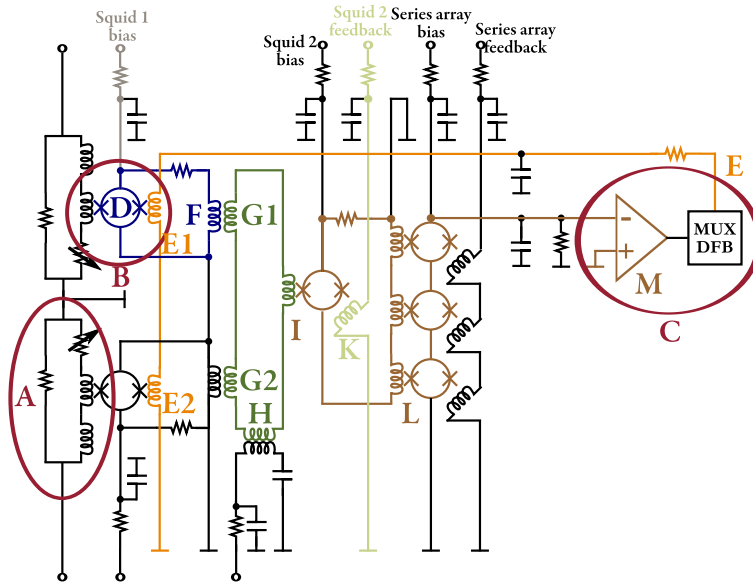 Squid 1
bias
Squid 2
bias
Squid 2
feedback
Series array
bias
Series array
feedback
E
D
F
G1
E1
B
I
K
M
MUX
DFB
C
A
E2
G2
H
L
-
+